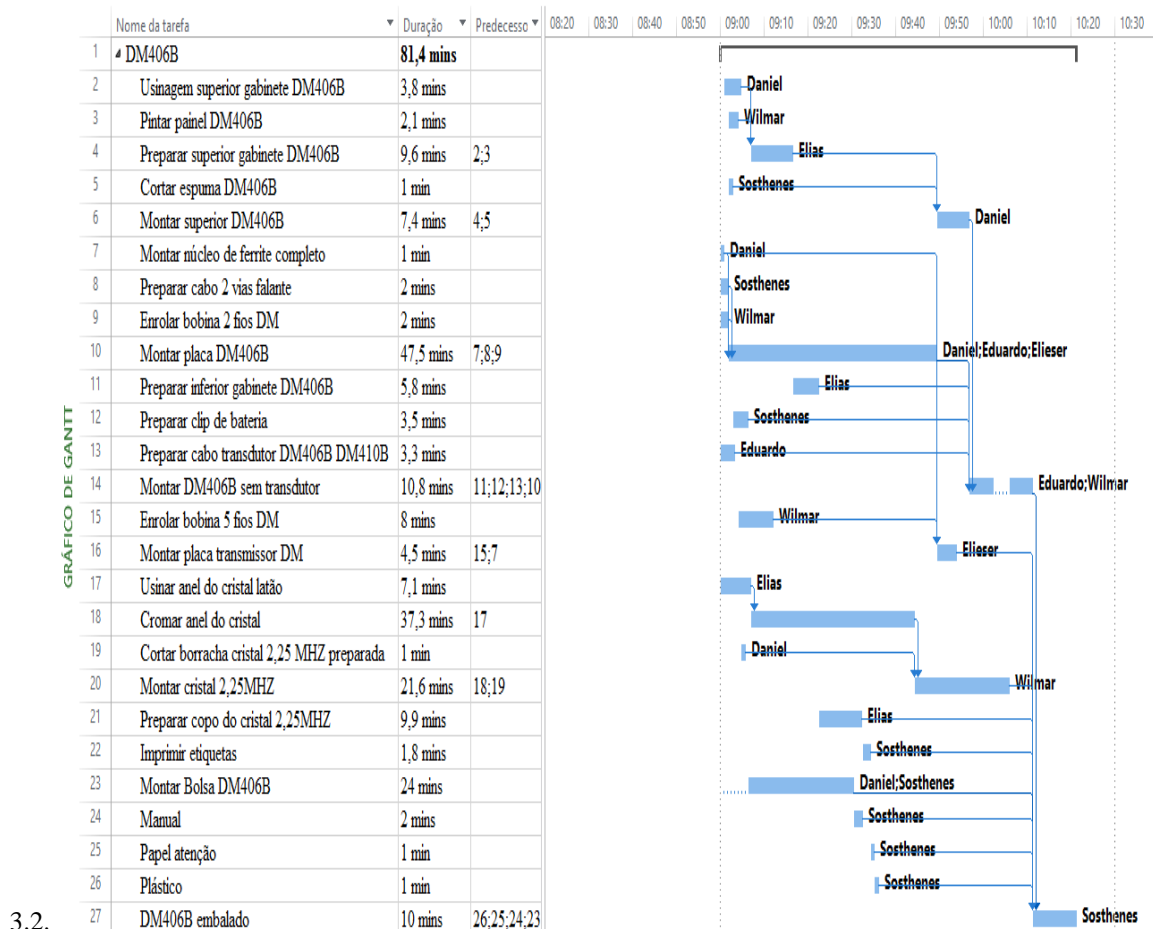 Nome da tarefa Duração Predecesso 08:20 08:30 08:40 08:50 09:00 09:10 09:20 09:30 09:40 09:50 10:00 10:10 10:20 10:30
1 DM406B 81,4 mins
2 Usinagem superior gabinete DM406B 3,8 mins Daniel
3 Pintar painel DM406B 2,1 mins Wilmar
4 Preparar superior gabinete DM406B 9,6 mins 2;3 Elias
5 Cortar espuma DM406B 1 min Sosthenes
6 Montar superior DM406B 7,4 mins 4;5 Daniel
7 Montar núcleo de ferrite completo 1 min Daniel
8 Preparar cabo 2 vias falante 2 mins Sosthenes
9 Enrolar bobina 2 fios DM 2 mins Wilmar
10 Montar placa DM406B 47,5 mins 7;8;9 Daniel;Eduardo;Elieser
11 Preparar inferior gabinete DM406B 5,8 mins Elias
12 Preparar clip de bateria 3,5 mins Sosthenes
13 Preparar cabo transdutor DM406B DM410B 3,3 mins Eduardo
14 Montar DM406B sem transdutor 10,8 mins 11;12;13;10 Eduardo;Wilmar
15 Enrolar bobina 5 fios DM 8 mins Wilmar
16 Montar placa transmissor DM 4,5 mins 15;7 Elieser
17 Usinar anel do cristal latão 7,1 mins Elias
18 Cromar anel do cristal 37,3 mins 17
19 Cortar borracha cristal 2,25 MHZ preparada 1 min Daniel
20 Montar cristal 2,25MHZ 21,6 mins 18;19 Wilmar
21 Preparar copo do cristal 2,25MHZ 9,9 mins Elias
22 Imprimir etiquetas 1,8 mins Sosthenes
23 Montar Bolsa DM406B 24 mins Daniel;Sosthenes
24 Manual 2 mins Sosthenes
25 Papel atenção 1 min Sosthenes
26 Plástico 1 min Sosthenes
27 DM406B embalado 10 mins 26;25;24;23 Sosthenes
GRÁFICO DE GANTT
3.2.